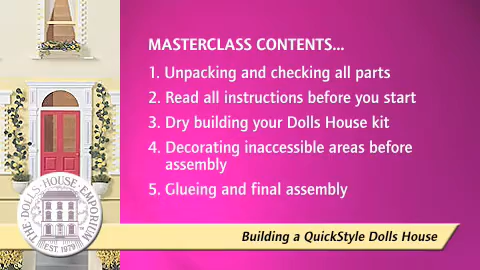 MASTERCLASS CONTENTS...
1. Unpacking and checking all parts
2. Read all instructions before you start
3. Dry building your Dolls House kit
4. Decorating inaccessible areas before
assembly
5. Glueing and final assembly
THE DOLLS HOUSE EMPORIUM
EST 1979
Building a QuickStyle Dolls House